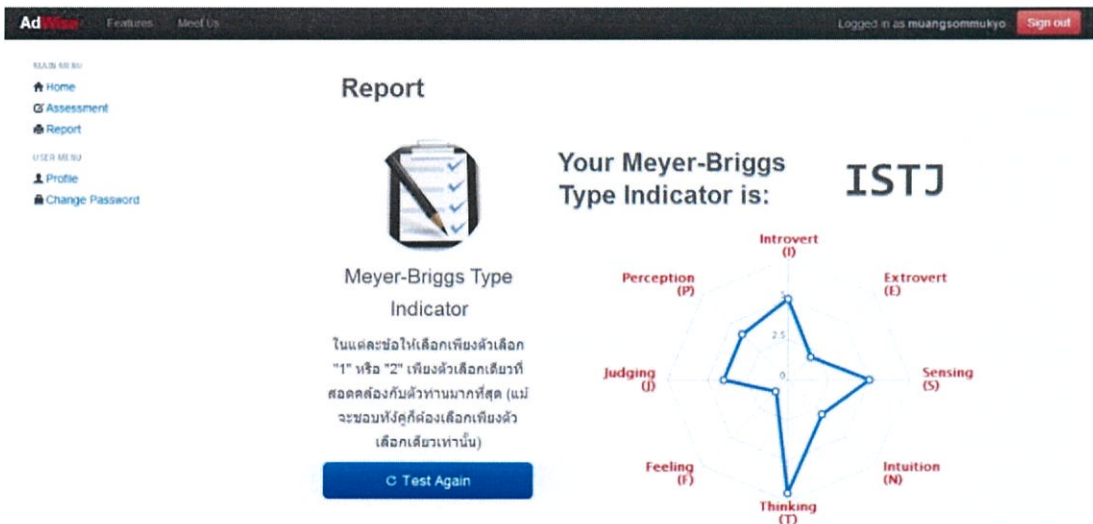 AdWise Features Meet Us Logged in as muangsommukyo Sign out
MAIN MENU
Home
Assessment
Report
USER MENU
Profile
Change Password
Report
Meyer-Briggs Type
Indicator
ในแต่ละข้อให้เลือกเพียงตัวเลือก
"1" หรือ "2" เพียงตัวเลือกเดียวที่
สอดคล้องกับตัวท่านมากที่สุด (แม้
จะชอบทั้งคู่ก็ต้องเลือกเพียงตัว
เลือกเดียวเท่านั้น)
Test Again
Your Meyer-Briggs
Type Indicator is:
ISTJ
Introvert
(I)
Perception
(P)
Extrovert
(E)
2.5
0
Judging
(J)
Sensing
(S)
Feeling
(F)
Intuition
(N)
Thinking
(T)